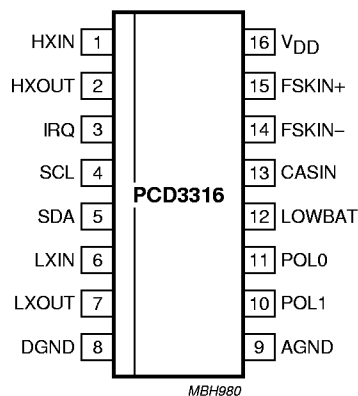 HXIN 1 16 VDD
HXOUT 2 15 FSKIN+
IRQ 3 14 FSKIN−
SCL 4 13 CASIN
PCD3316
SDA 5 12 LOWBAT
LXIN 6 11 POL0
LXOUT 7 10 POL1
DGND 8 9 AGND
MBH980